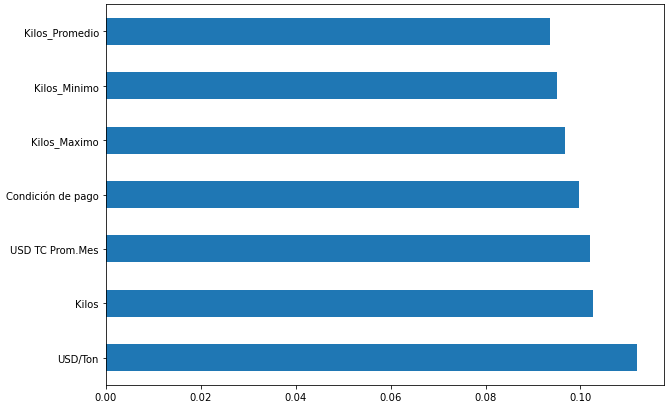 Kilos_Promedio
Kilos_Minimo
Kilos_Maximo
Condición de pago
USD TC Prom.Mes
Kilos
USD/Ton
0.00 0.02 0.04 0.06 0.08 0.10